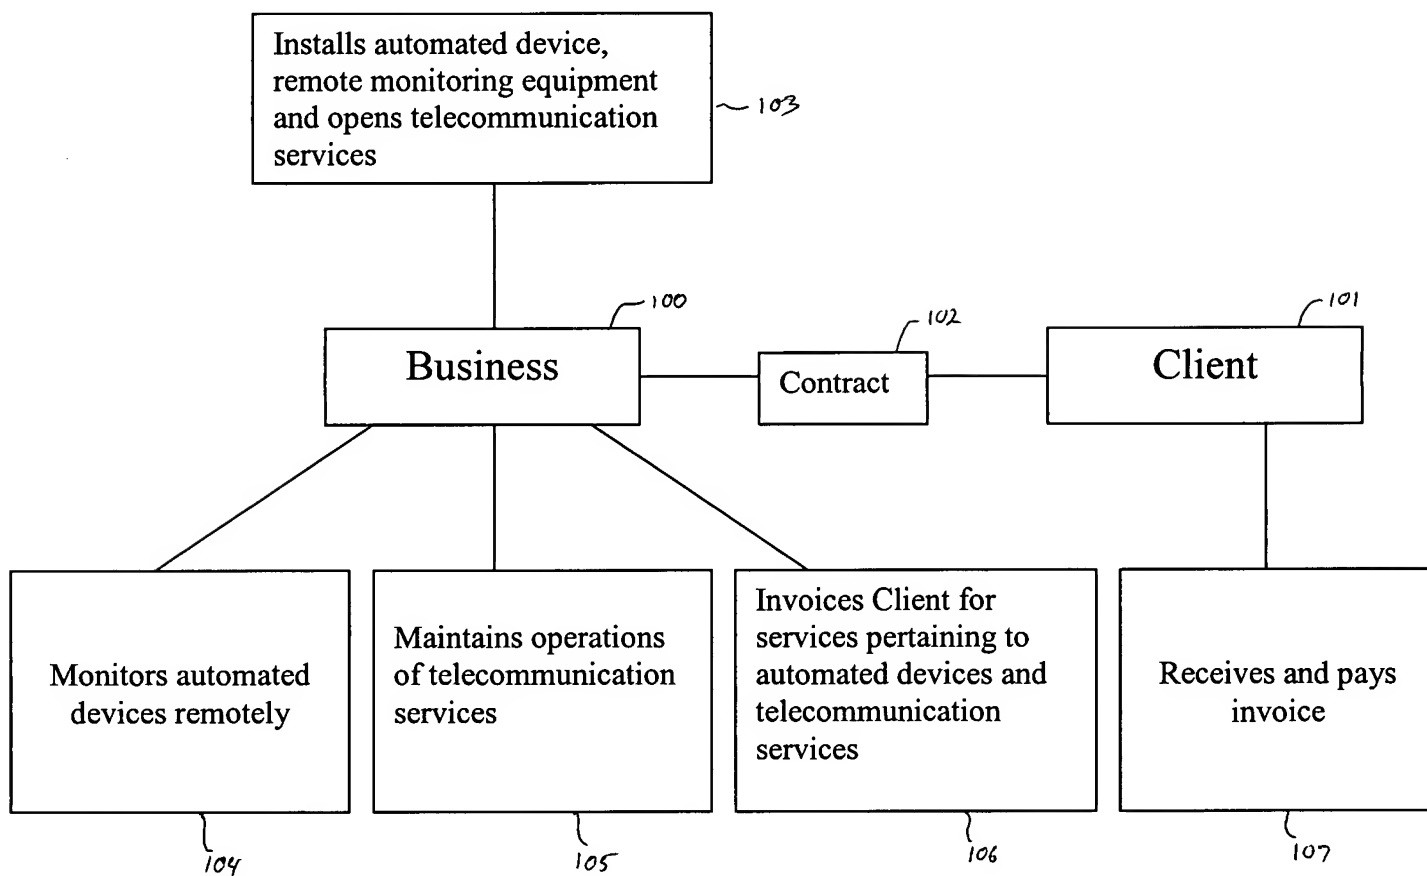 Installs automated device,
remote monitoring equipment
and opens telecommunication
services
103
100
101
102
Business
Contract
Client
Monitors automated
devices remotely
Maintains operations
of telecommunication
services
Invoices Client for
services pertaining to
automated devices and
telecommunication
services
Receives and pays
invoice
104
105
106
107